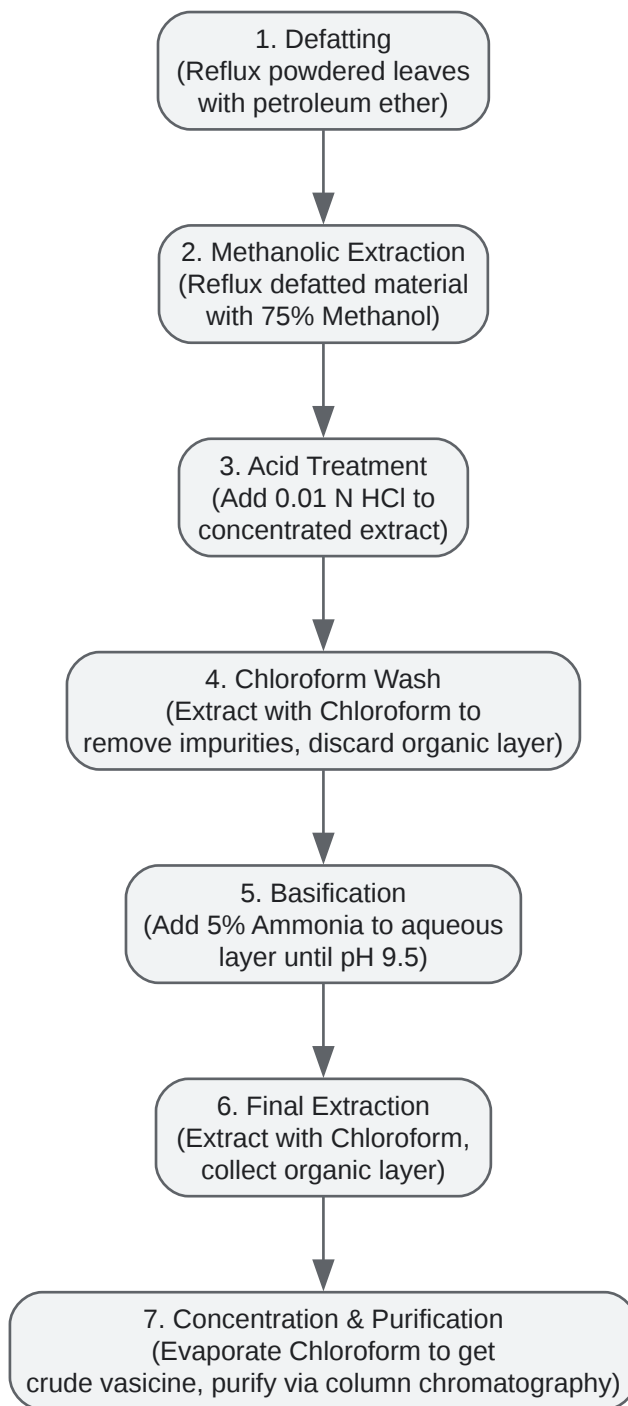 1. Defatting
(Reflux powdered leaves
with petroleum ether)
2. Methanolic Extraction
(Reflux defatted material
with 75% Methanol)
3. Acid Treatment
(Add 0.01 N HCl to
concentrated extract)
4. Chloroform Wash
(Extract with Chloroform to
remove impurities, discard organic layer)
5. Basification
(Add 5% Ammonia to aqueous
layer until pH 9.5)
6. Final Extraction
(Extract with Chloroform,
collect organic layer)
7. Concentration & Purification
(Evaporate Chloroform to get
crude vasicine, purify via column chromatography)